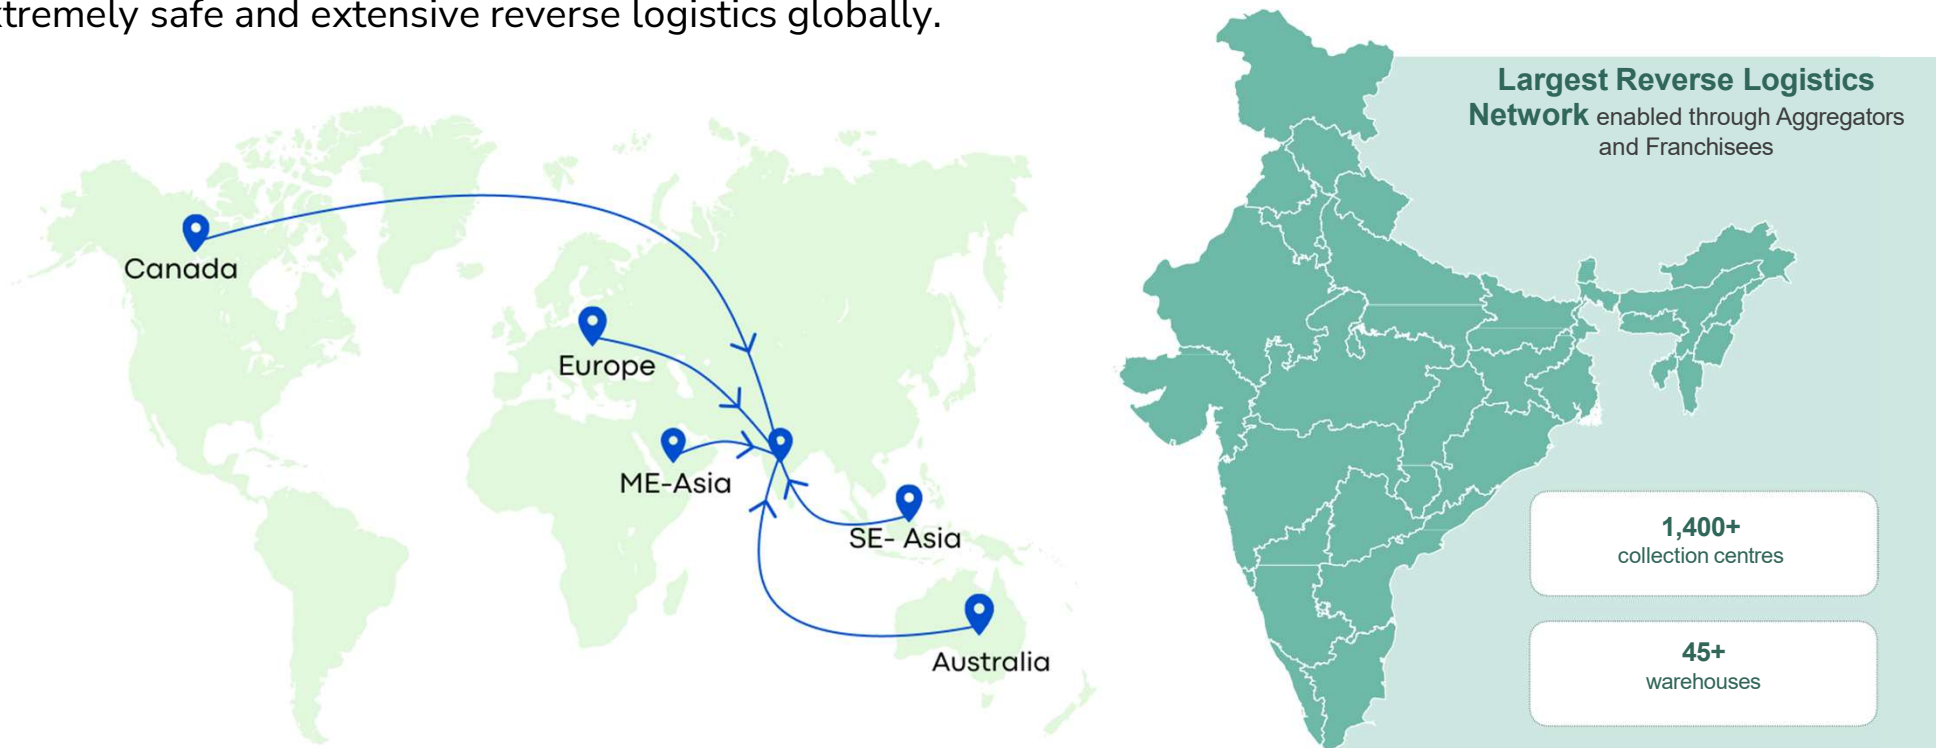 extremely safe and extensive reverse logistics globally.
Canada
Europe
ME-Asia
SE- Asia
Australia
Largest Reverse Logistics
Network enabled through Aggregators
and Franchisees
1,400+
collection centres
45+
warehouses